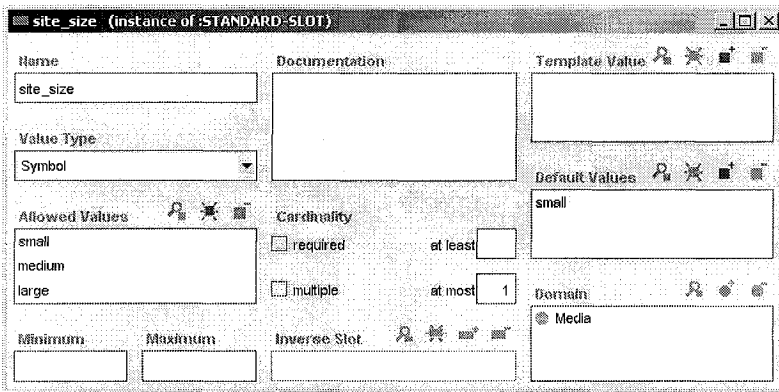 site_size (instance of :STANDARD-SLOT)
Name
site_size
Documentation
Template Value
Value Type
Symbol
Default Values
small
Allowed Values
small
medium
large
Cardinality
required
at least
multiple
at most 1
Domain
Media
Minimum
Maximum
Inverse Slot